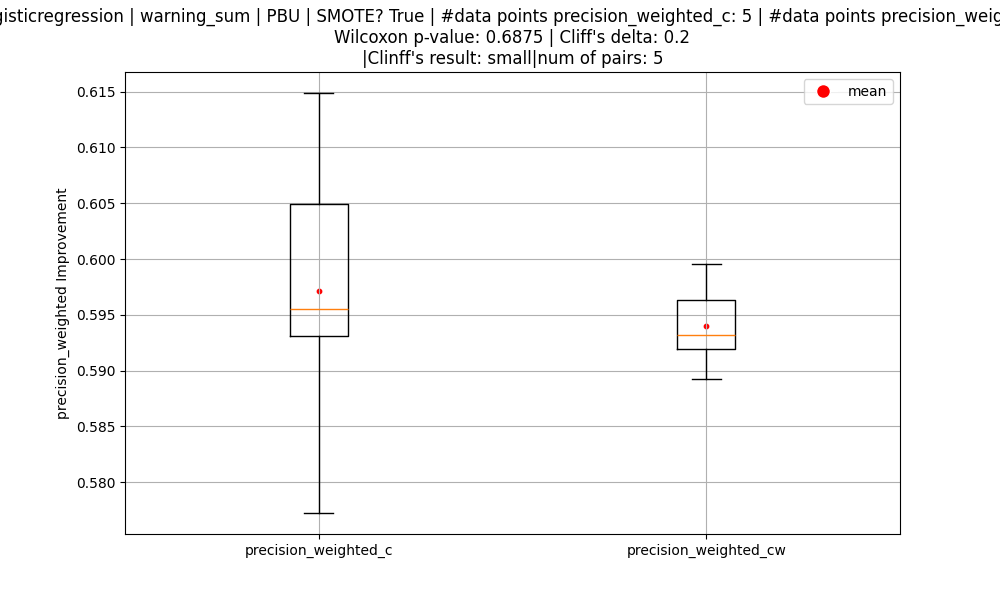 gisticregression | warning_sum | PBU | SMOTE? True | #data points precision_weighted_c: 5 | #data points precision_weig
Wilcoxon p-value: 0.6875 | Cliff's delta: 0.2
|Clinff's result: small|num of pairs: 5
mean
0.615
0.610
0.605
0.600
0.595
0.590
0.585
0.580
precision_weighted Improvement
precision_weighted_c
precision_weighted_cw